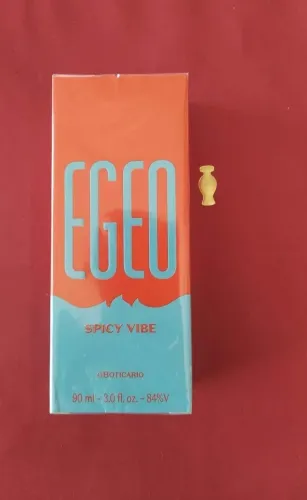 EGEO
SPICY VIBE
OBOTICÁRIO
90 ml - 3.0 fl. oz. - 84%V